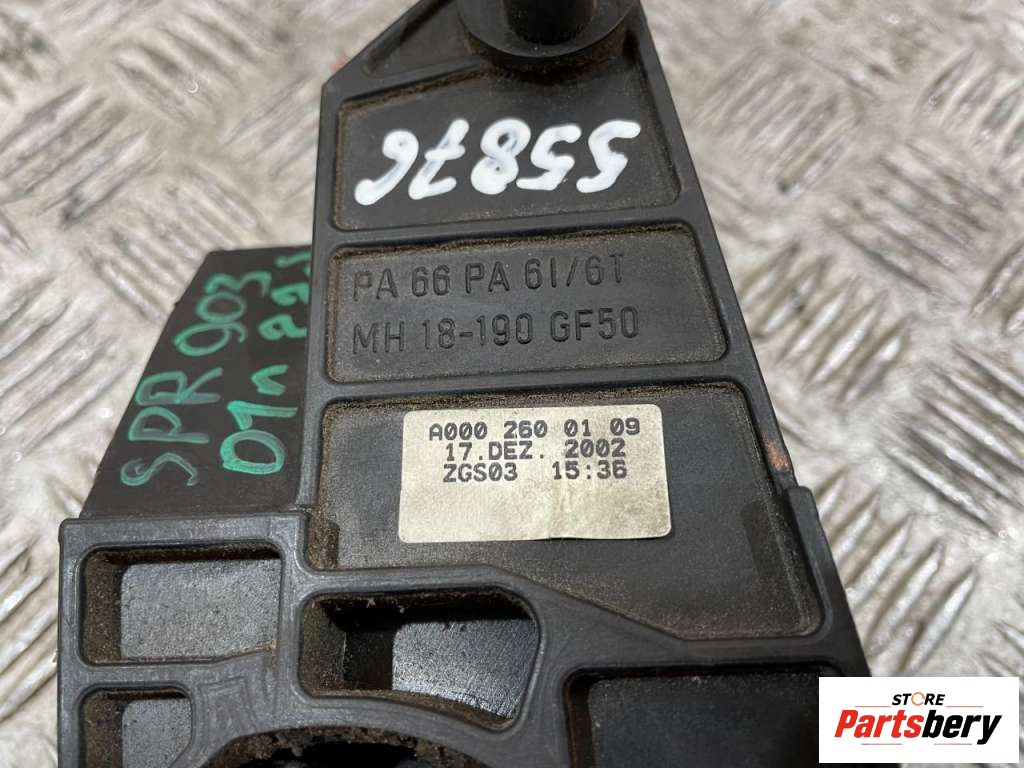 55876
PA 66 PA 6I/6T
MH 18-190 GF50
SPR 903
01л
A000 260 01 09
17.DEZ. 2002
ZGS03 15:36
STORE
Partsbery